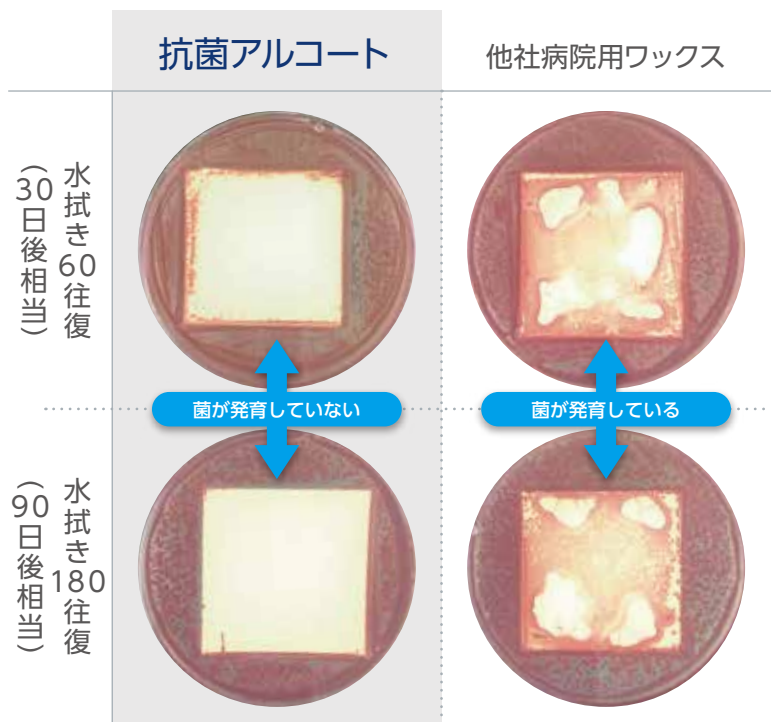 抗菌アルコート
他社病院用ワックス
水拭き60往復
（30日後相当）
菌が発育していない
菌が発育している
水拭き180往復
（90日後相当）